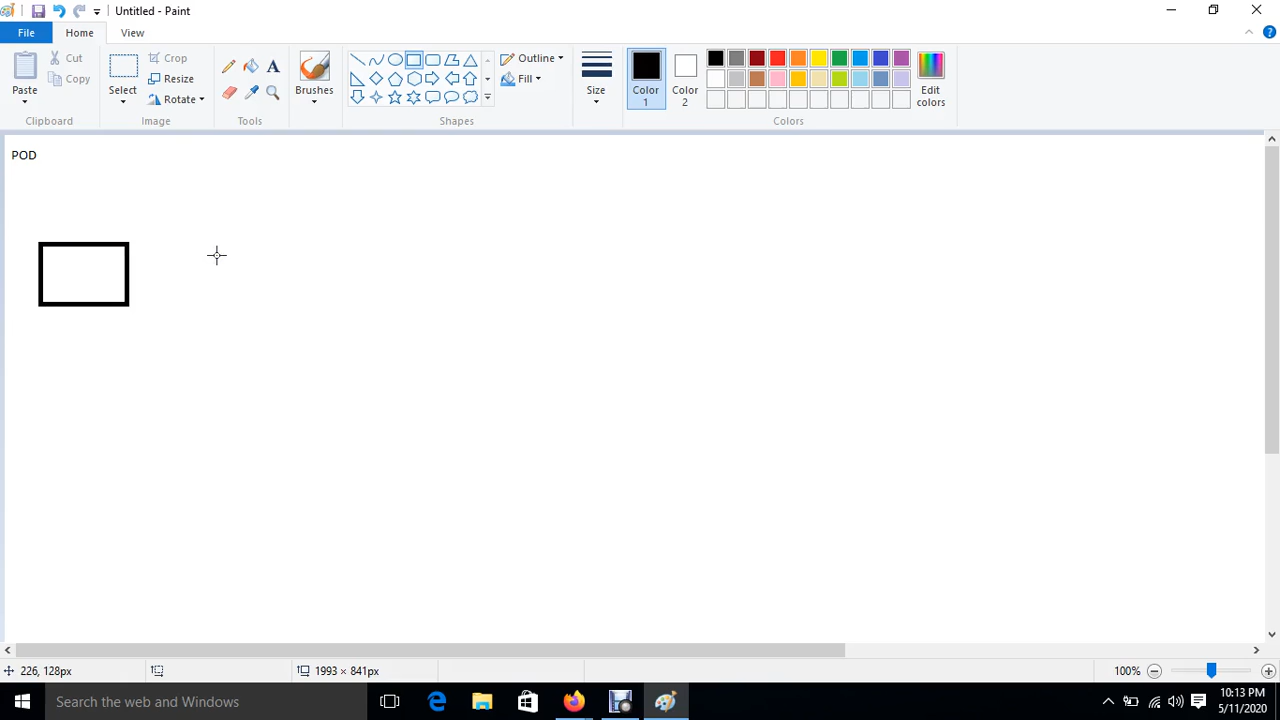 Untitled - Paint
File Home View
Paste
Cut
Copy
Clipboard
Select
Crop
Resize
Rotate
Image
A
Tools
Brushes
Outline
Fill
Shapes
Size
Color 1
Color 2
Edit colors
Colors
POD
226, 128px
1993 × 841px
100%
Search the web and Windows
10:13 PM
5/11/2020